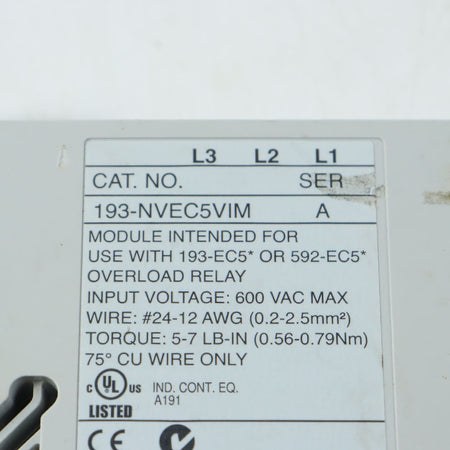 L3 L2 L1
CAT. NO. SER
193-NVEC5VIM A
MODULE INTENDED FOR
USE WITH 193-EC5* OR 592-EC5*
OVERLOAD RELAY
INPUT VOLTAGE: 600 VAC MAX
WIRE: #24-12 AWG (0.2-2.5mm²)
TORQUE: 5-7 LB-IN (0.56-0.79Nm)
75° CU WIRE ONLY
c UL us IND. CONT. EQ.
LISTED A191
CE